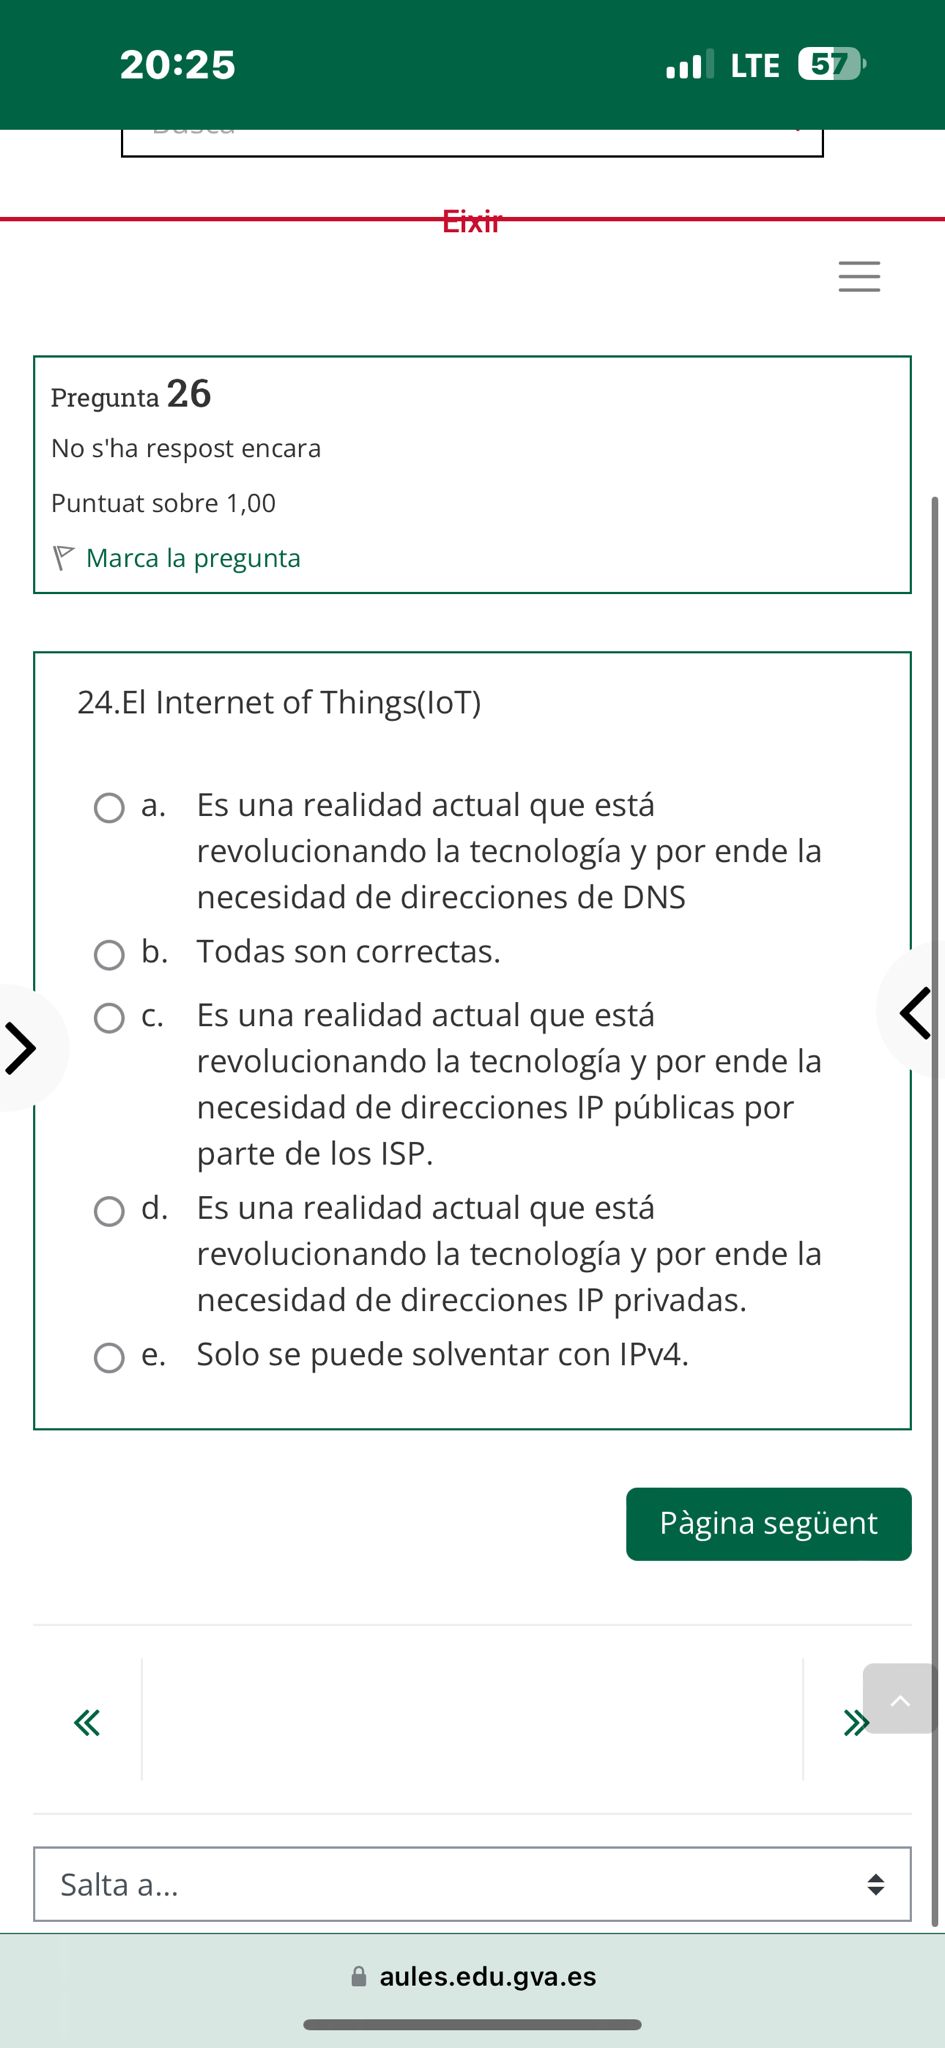 20:25
LTE 57
Eixir
Pregunta 26
No s'ha respost encara
Puntuat sobre 1,00
Marca la pregunta
24.El Internet of Things(IoT)
a. Es una realidad actual que está
revolucionando la tecnología y por ende la
necesidad de direcciones de DNS
b. Todas son correctas.
c. Es una realidad actual que está
revolucionando la tecnología y por ende la
necesidad de direcciones IP públicas por
parte de los ISP.
d. Es una realidad actual que está
revolucionando la tecnología y por ende la
necesidad de direcciones IP privadas.
e. Solo se puede solventar con IPv4.
Pàgina següent
Salta a...
aules.edu.gva.es